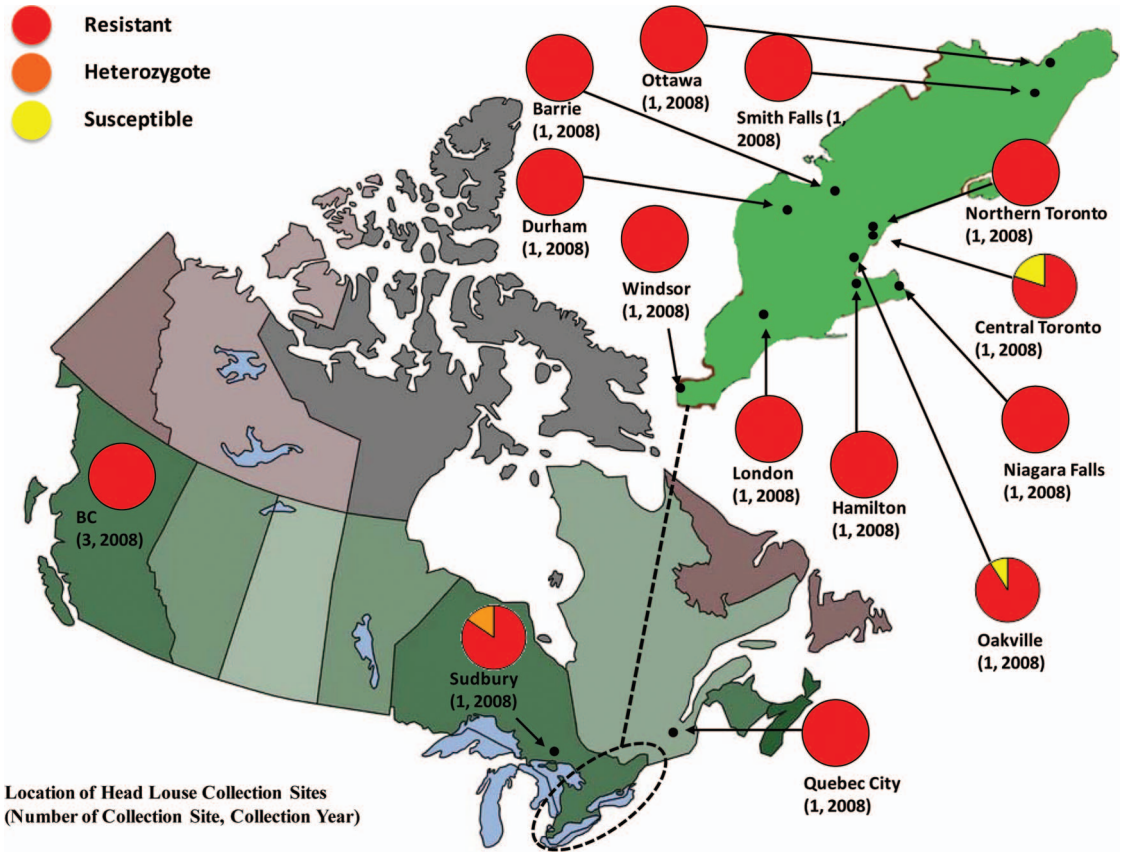 Resistant
Heterozygote
Susceptible
Ottawa
(1, 2008)
Barrie
(1, 2008)
Smith Falls (1,
2008)
Durham
(1, 2008)
Northern Toronto
(1, 2008)
Windsor
(1, 2008)
Central Toronto
(1, 2008)
London
(1, 2008)
Hamilton
(1, 2008)
Niagara Falls
(1, 2008)
BC
(3, 2008)
Oakville
(1, 2008)
Sudbury
(1, 2008)
Quebec City
(1, 2008)
Location of Head Louse Collection Sites
(Number of Collection Site, Collection Year)